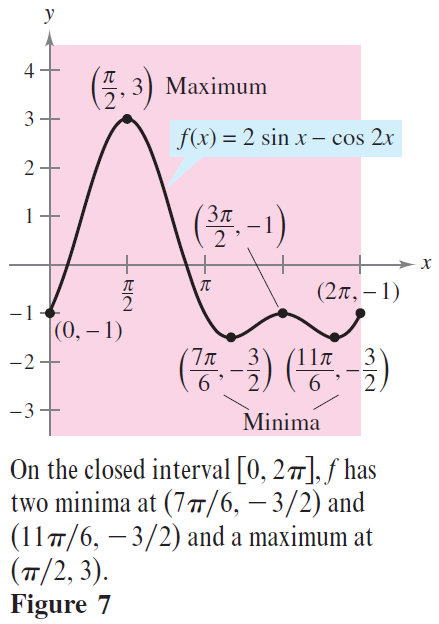 y
4
(π/2, 3) Maximum
3
f(x) = 2 sin x – cos 2x
2
1
(3π/2, –1)
x
π/2
π
(2π, –1)
–1
(0, –1)
–2
(7π/6, –3/2) (11π/6, –3/2)
–3
Minima
On the closed interval [0, 2π], f has
two minima at (7π/6, −3/2) and
(11π/6, −3/2) and a maximum at
(π/2, 3).
Figure 7